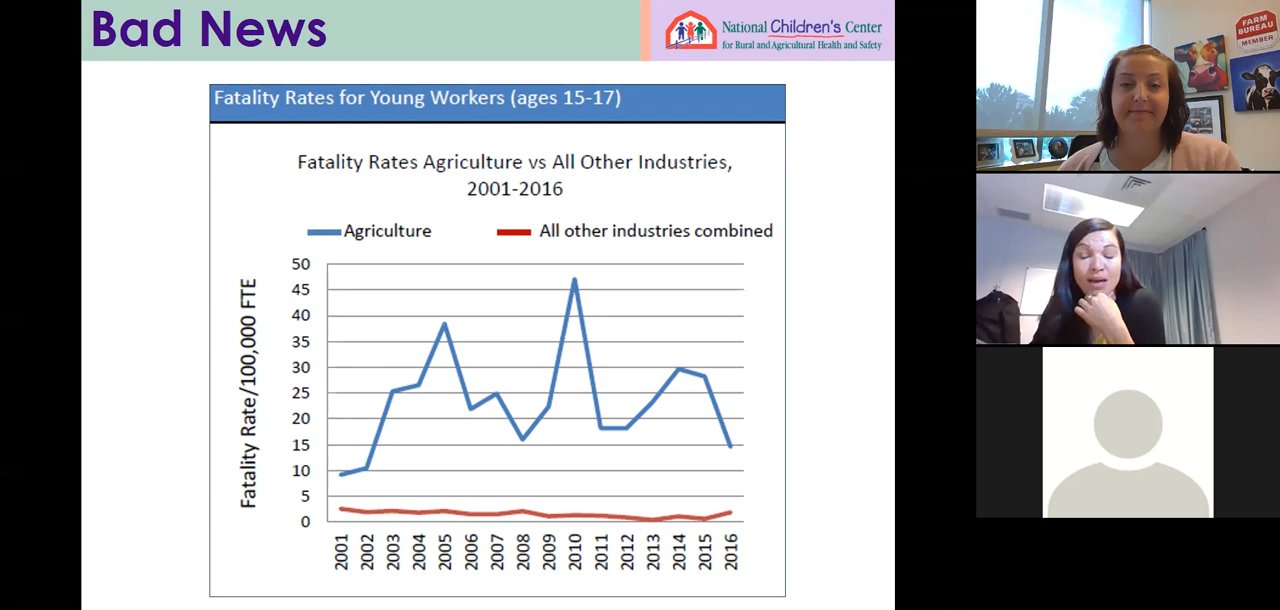 Bad News
National Children's Center
for Rural and Agricultural Health and Safety
FARM
BUREAU
MEMBER
Fatality Rates for Young Workers (ages 15-17)
Fatality Rates Agriculture vs All Other Industries,
2001-2016
Agriculture
All other industries combined
Fatality Rate/100,000 FTE
50
45
40
35
30
25
20
15
10
5
0
2001
2002
2003
2004
2005
2006
2007
2008
2009
2010
2011
2012
2013
2014
2015
2016